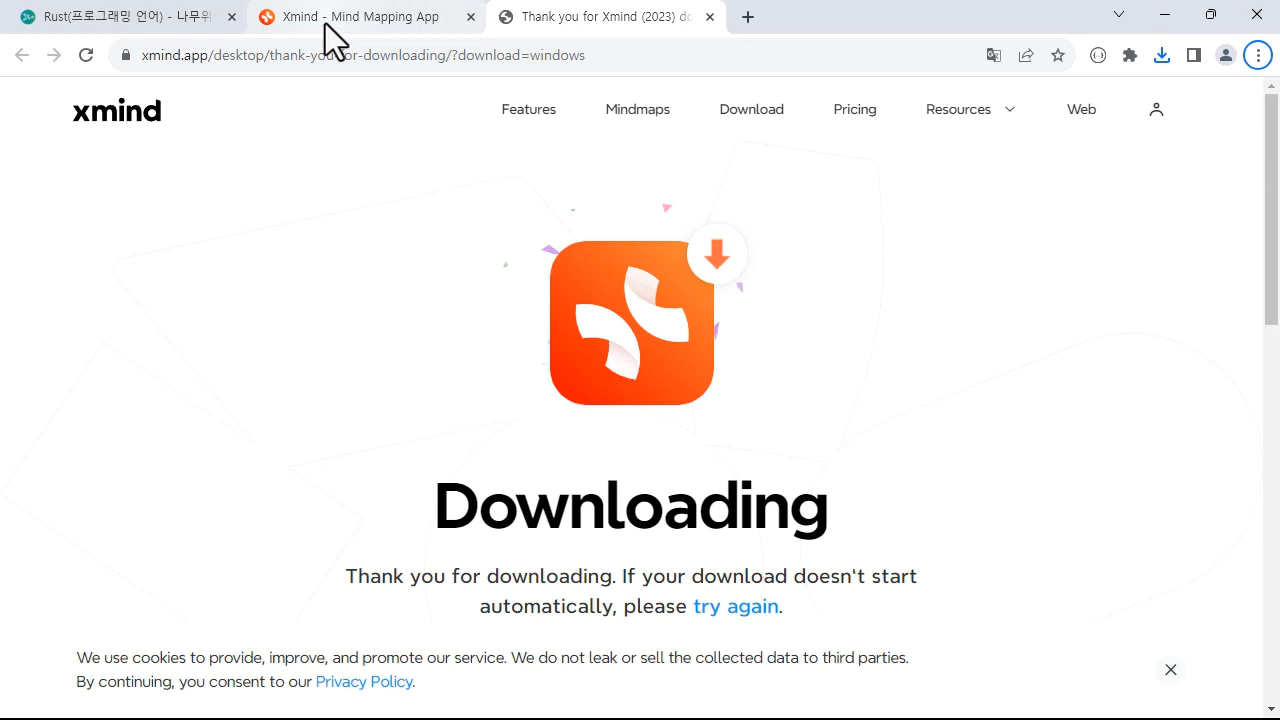 Rust(프로그래밍 언어) - 나무위
Xmind - Mind Mapping App
Thank you for Xmind (2023) do
xmind.app/desktop/thank-you-for-downloading/?download=windows
xmind
Features
Mindmaps
Download
Pricing
Resources
Web
Downloading
Thank you for downloading. If your download doesn't start
automatically, please try again.
We use cookies to provide, improve, and promote our service. We do not leak or sell the collected data to third parties.
By continuing, you consent to our Privacy Policy.